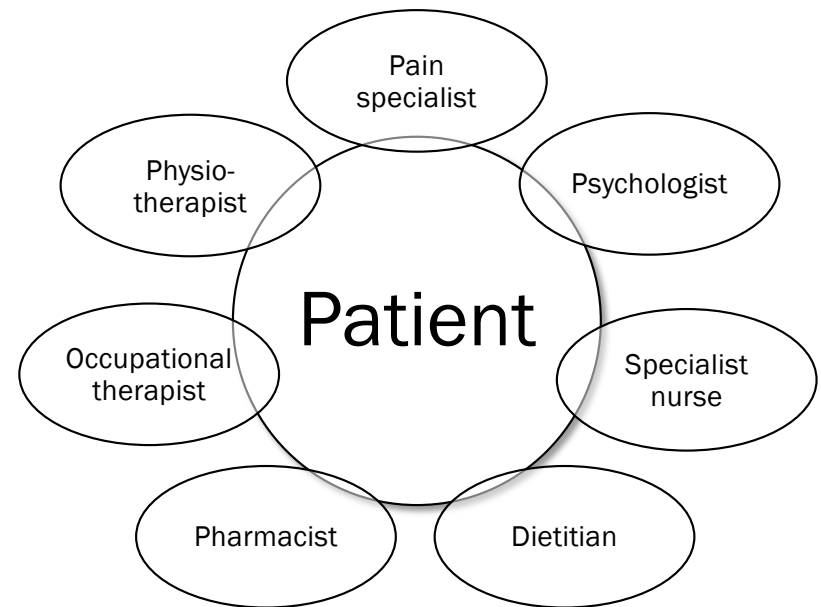 Pain
specialist
Physio-
therapist
Psychologist
Patient
Occupational
therapist
Specialist
nurse
Pharmacist
Dietitian